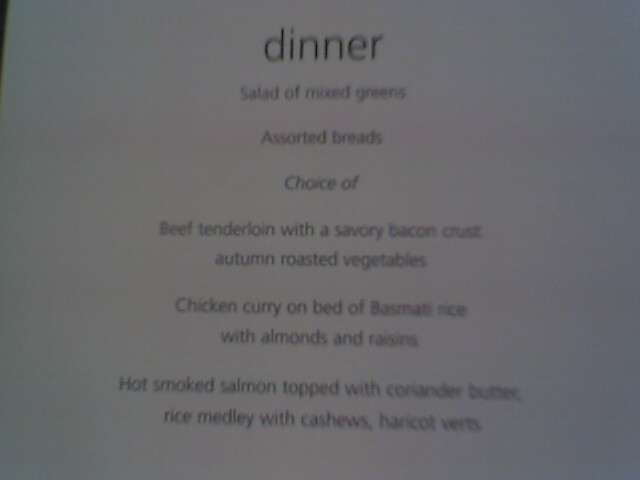 dinner
Salad of mixed greens
Assorted breads
Choice of
Beef tenderloin with a savory bacon crust,
autumn roasted vegetables
Chicken curry on bed of Basmati rice
with almonds and raisins
Hot smoked salmon topped with coriander butter,
rice medley with cashews, haricot verts